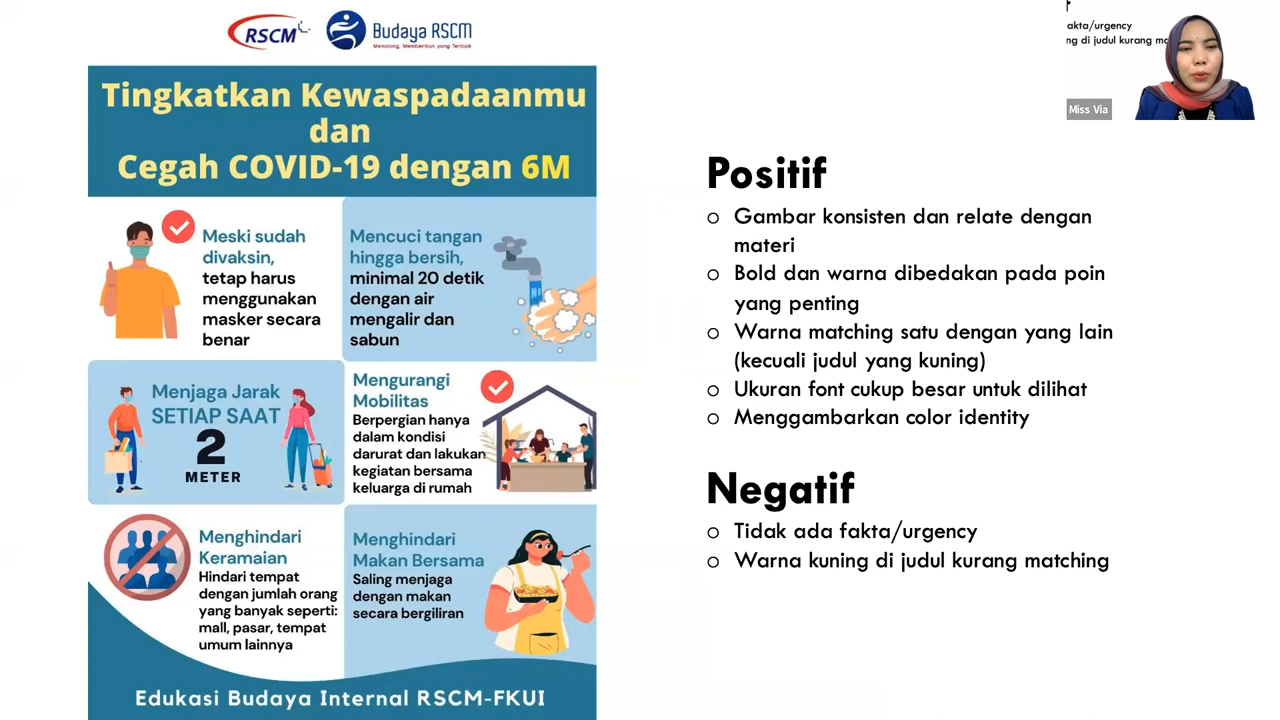 RSCM
Budaya RSCM
Menolong, Memberikan yang Terbaik
Tingkatkan Kewaspadaanmu
dan
Cegah COVID-19 dengan 6M
Meski sudah
divaksin,
tetap harus
menggunakan
masker secara
benar
Mencuci tangan
hingga bersih,
minimal 20 detik
dengan air
mengalir dan
sabun
Menjaga Jarak
SETIAP SAAT
2
METER
Mengurangi
Mobilitas
Berpergian hanya
dalam kondisi
darurat dan lakukan
kegiatan bersama
keluarga di rumah
Menghindari
Keramaian
Hindari tempat
dengan jumlah orang
yang banyak seperti:
mall, pasar, tempat
umum lainnya
Menghindari
Makan Bersama
Saling menjaga
dengan makan
secara bergiliran
Edukasi Budaya Internal RSCM-FKUI
Positif
o Gambar konsisten dan relate dengan
materi
o Bold dan warna dibedakan pada poin
yang penting
o Warna matching satu dengan yang lain
(kecuali judul yang kuning)
o Ukuran font cukup besar untuk dilihat
o Menggambarkan color identity
Negatif
o Tidak ada fakta/urgency
o Warna kuning di judul kurang matching
akta/urgency
ng di judul kurang ma
Miss Via